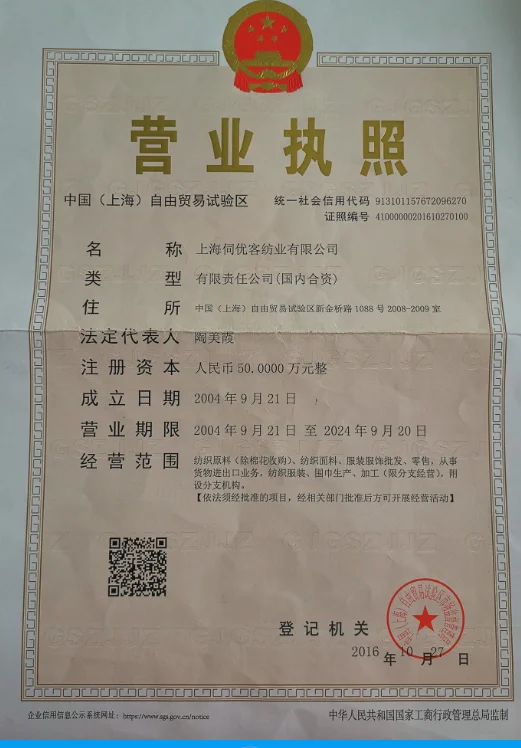 营业执照
中国（上海）自由贸易试验区
统一社会信用代码 913101157672096270
证照编号 41000000201610270100
名称 上海伺优客纺业有限公司
类型 有限责任公司(国内合资)
住所 中国（上海）自由贸易试验区新金桥路1088号2008-2009室
法定代表人 陶美霞
注册资本 人民币50.0000万元整
成立日期 2004年9月21日
营业期限 2004年9月21日 至 2024年9月20日
经营范围 纺织原料（除棉花收购）、纺织面料、服装服饰批发、零售，从事
货物进出口业务，纺织服装、围巾生产、加工（限分支经营），附
设分支机构。
【依法须经批准的项目，经相关部门批准后方可开展经营活动】
登记机关
2016年10月27日
企业信用信息公示系统网址：https://www.sgs.gov.cn/notice
中华人民共和国国家工商行政管理总局监制